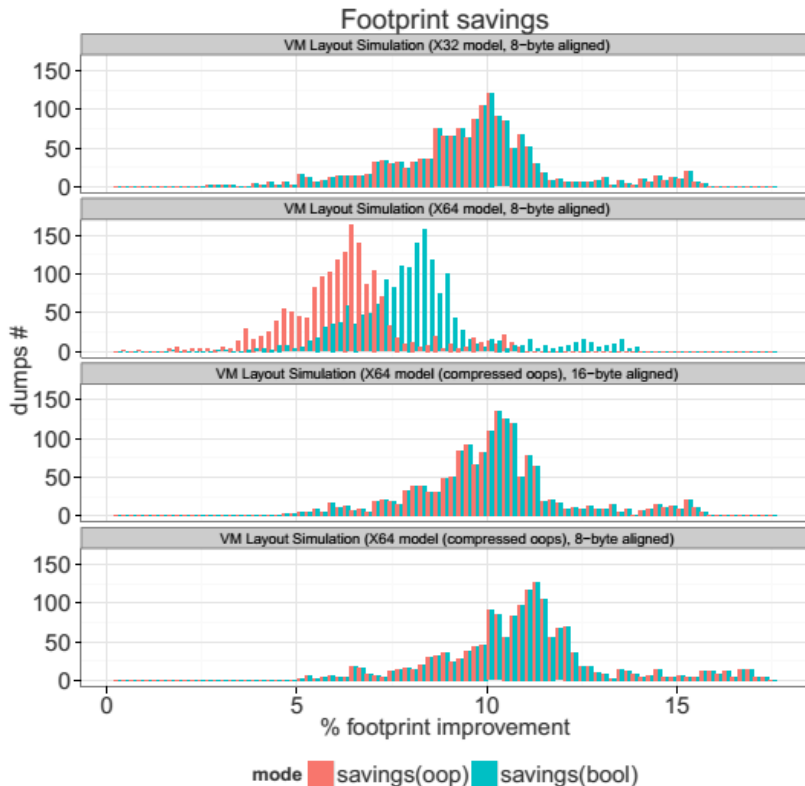 Footprint savings
VM Layout Simulation (X32 model, 8−byte aligned)
150
100
50
0
VM Layout Simulation (X64 model, 8−byte aligned)
150
100
50
0
VM Layout Simulation (X64 model (compressed oops), 16−byte aligned)
150
100
50
0
VM Layout Simulation (X64 model (compressed oops), 8−byte aligned)
150
100
50
0
dumps #
0 5 10 15
% footprint improvement
mode savings(oop) savings(bool)